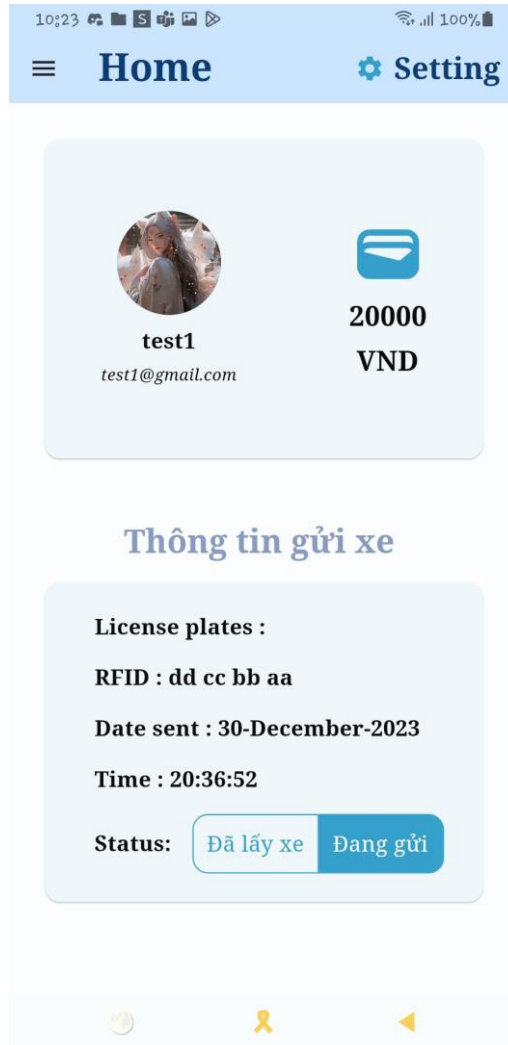 10:23 S 100%
Home Setting
test1
test1@gmail.com
20000
VND
Thông tin gửi xe
License plates :
RFID : dd cc bb aa
Date sent : 30-December-2023
Time : 20:36:52
Status: Đã lấy xe Đang gửi